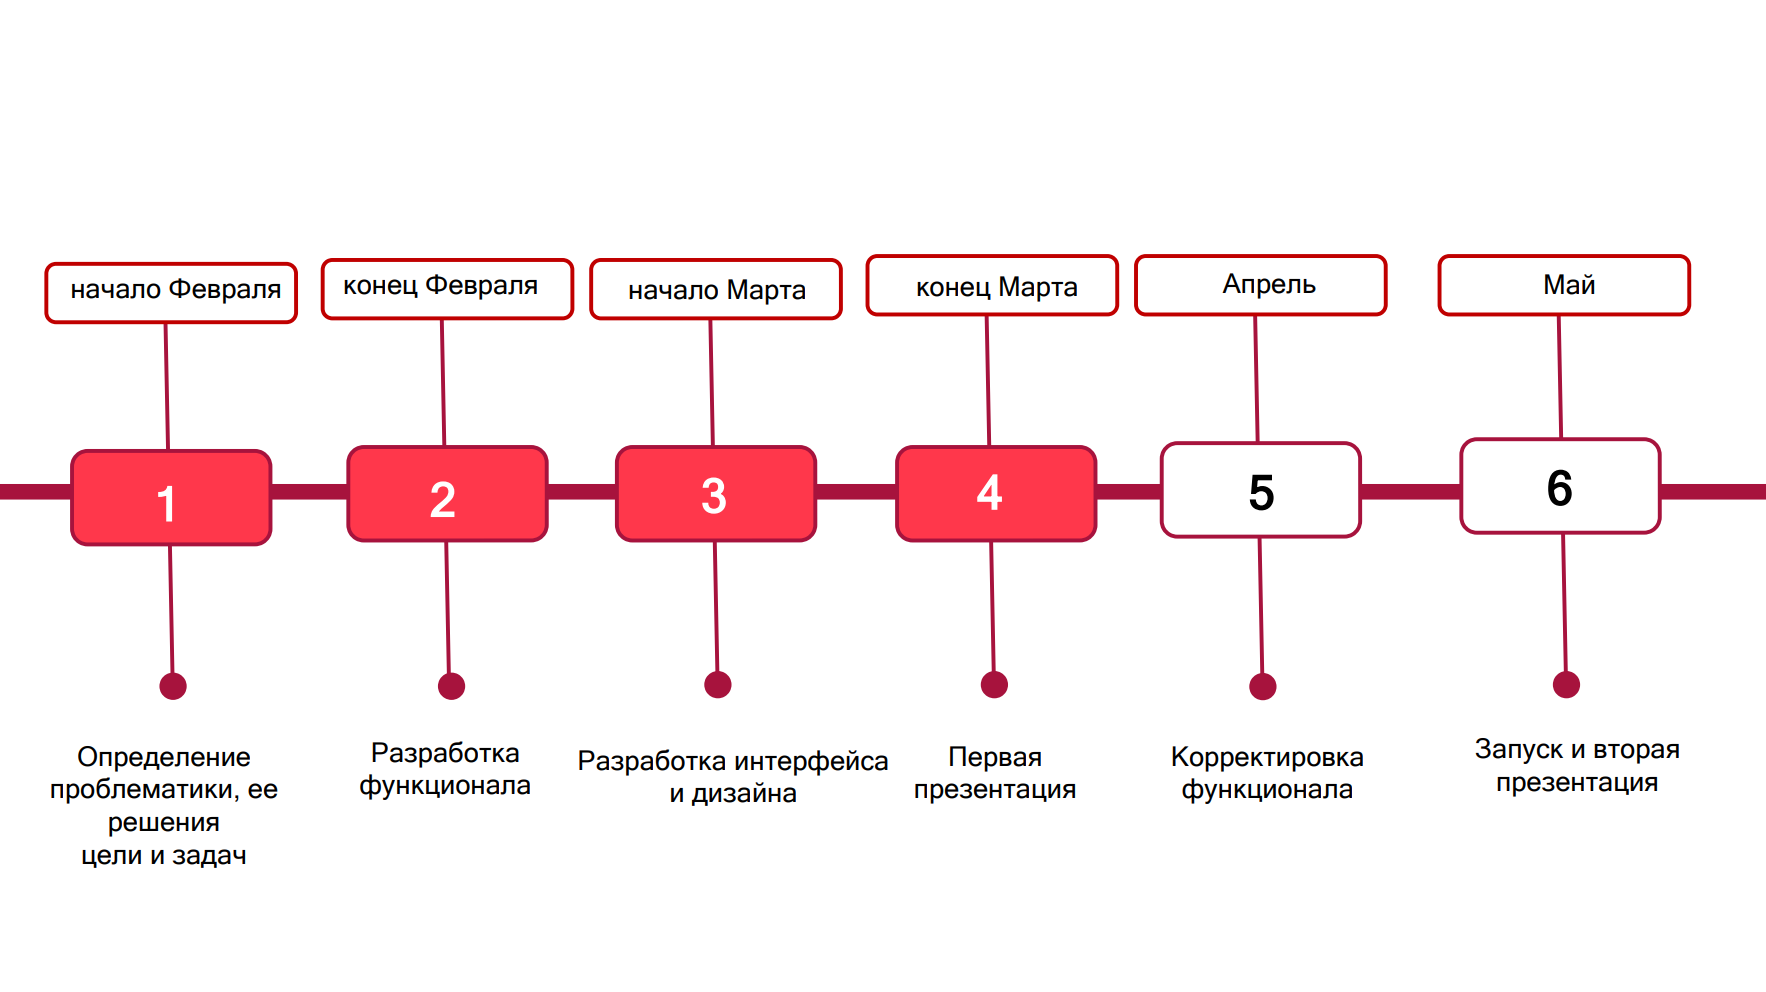 начало Февраля
конец Февраля
начало Марта
конец Марта
Апрель
Май
1
2
3
4
5
6
Определение
проблематики, ее
решения
цели и задач
Разработка
функционала
Разработка интерфейса
и дизайна
Первая
презентация
Корректировка
функционала
Запуск и вторая
презентация